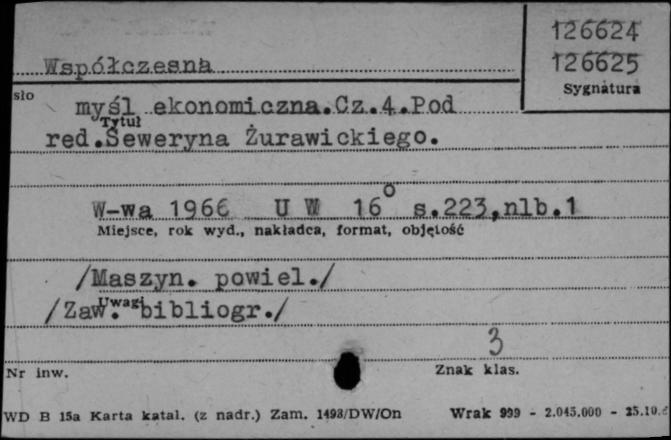 126624
Współczesna
126625
sło
Sygnatura
myśl ekonomiczna.Cz.4.Pod
Tytuł
red.Seweryna Żurawickiego.
W-wa 1966 U W 16° s.223,nlb.1
Miejsce, rok wyd., nakładca, format, objętość
/Maszyn. powiel./
Uwagi
/Zaw. bibliogr./
3
Nr inw.
Znak klas.
WD B 15a Karta katal. (z nadr.) Zam. 1498/DW/On Wrak 999 - 2.045.000 - 25.10.